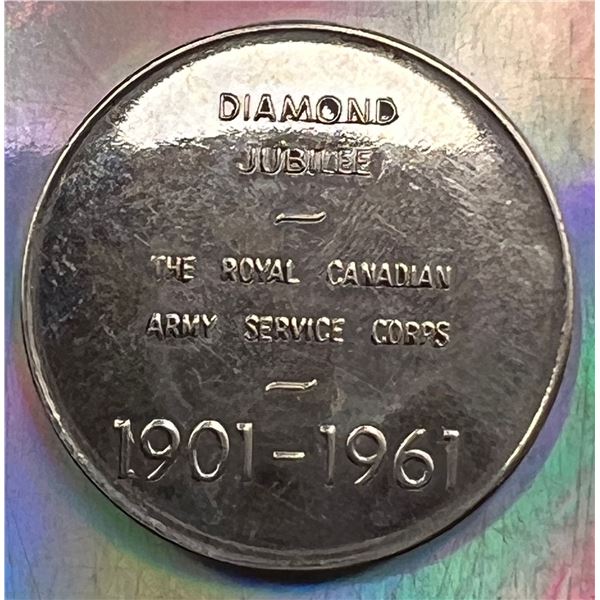 DIAMOND
JUBILEE
THE ROYAL CANADIAN
ARMY SERVICE CORPS
1901-1961